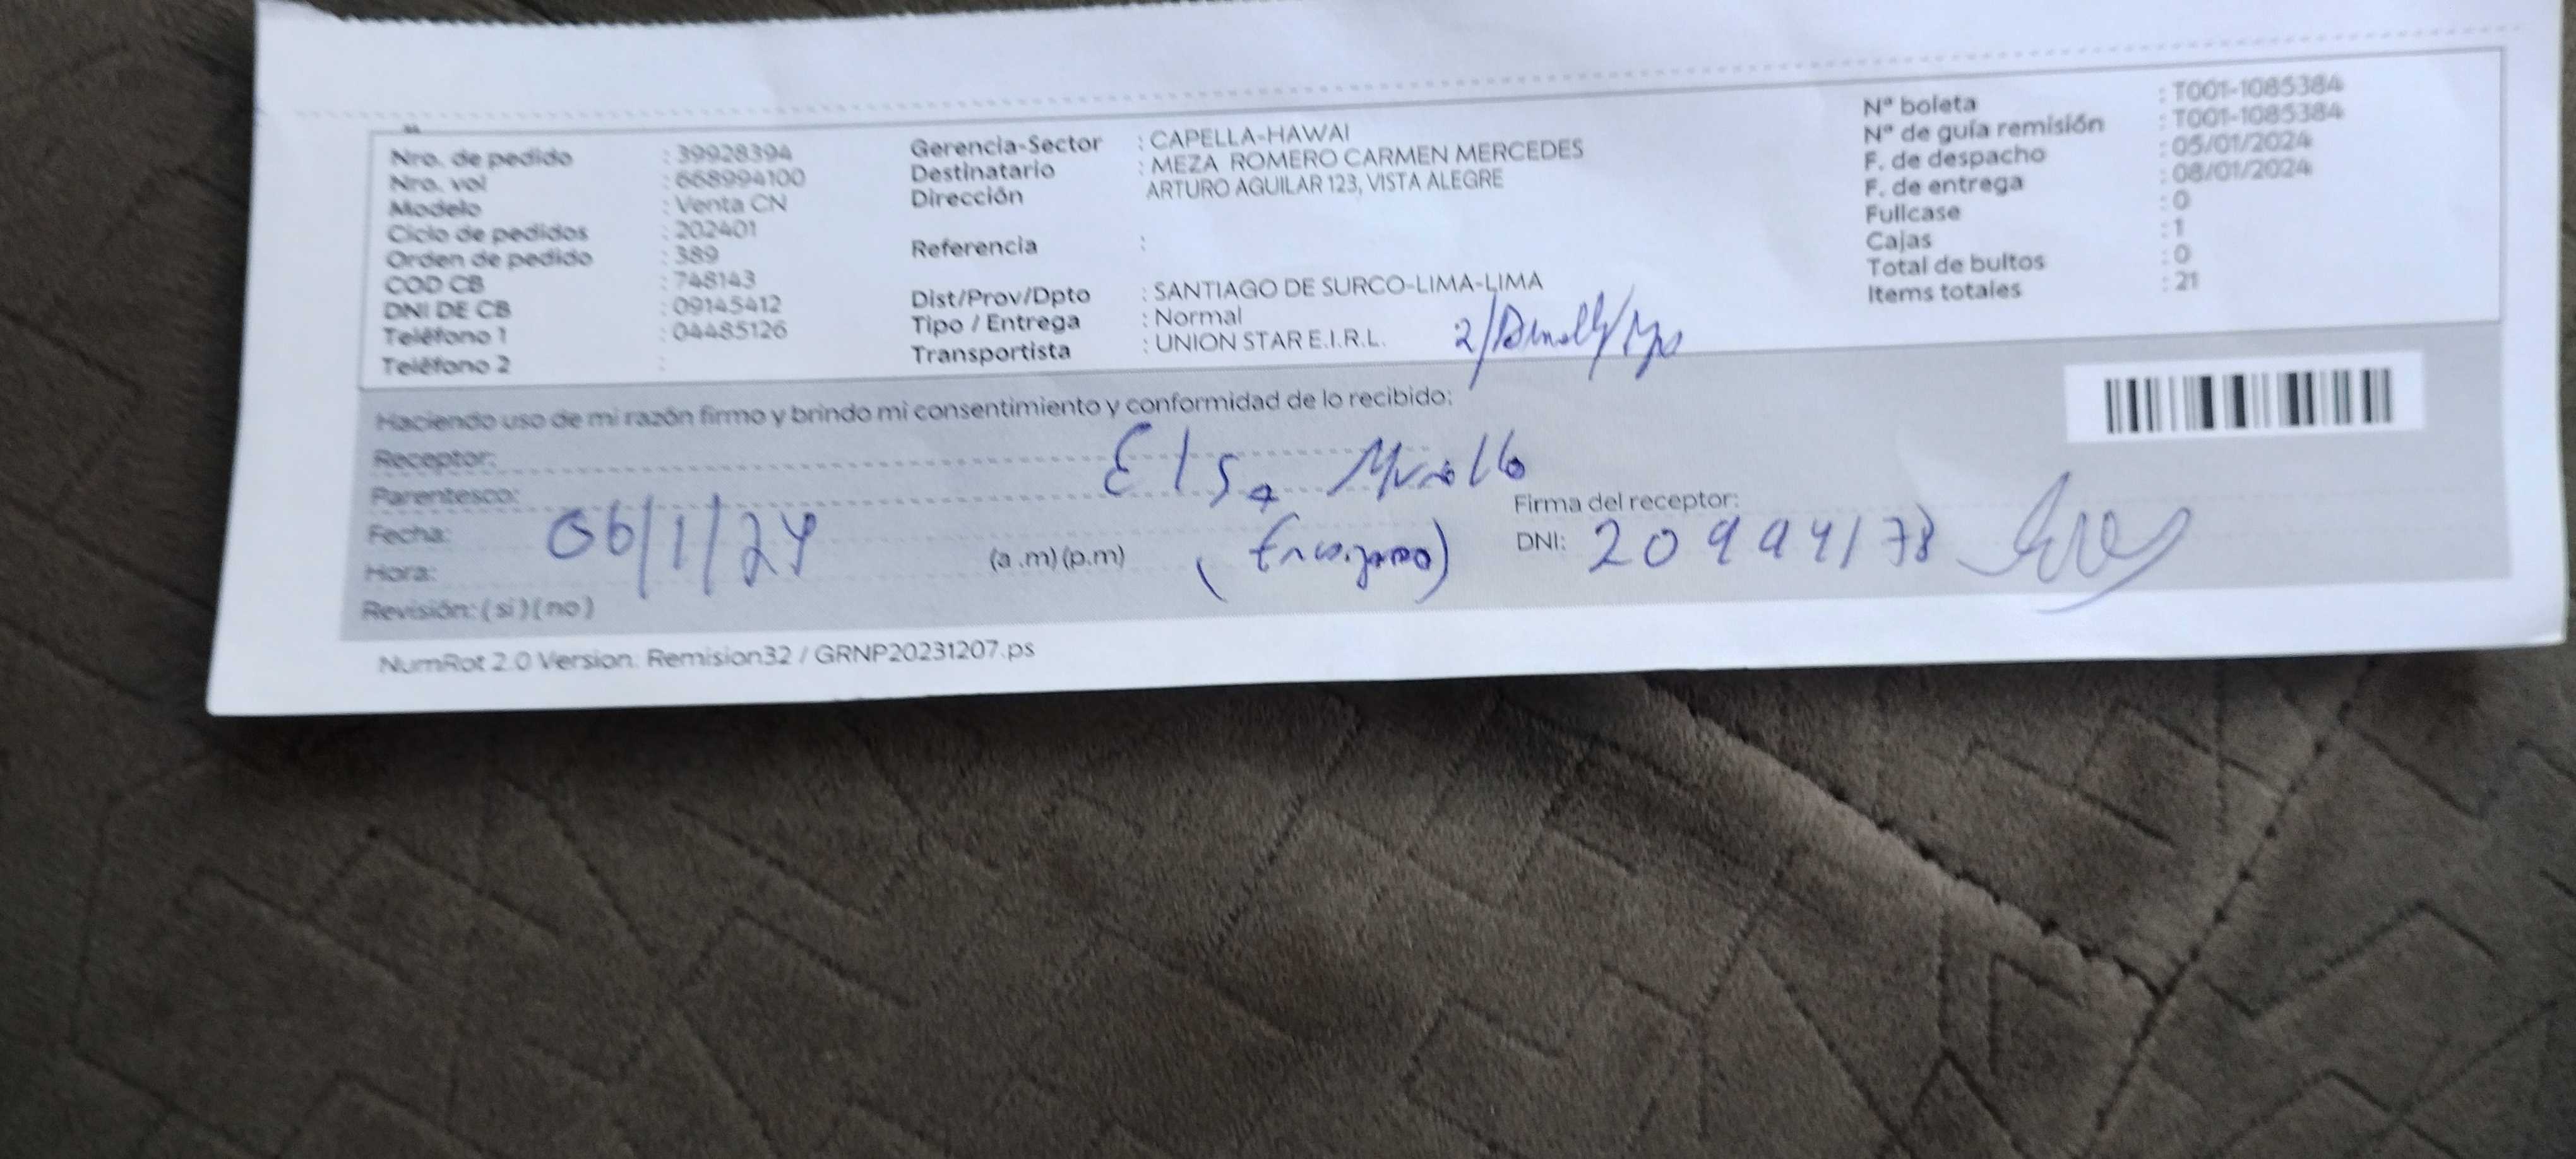 Nro. de pedido : 39928394
Nro. vol : 668994100
Modelo : Venta CN
Ciclo de pedidos : 202401
Orden de pedido : 389
COD CB : 748143
DNI DE CB : 09145412
Teléfono 1 : 04485126
Teléfono 2 :
Gerencia-Sector : CAPELLA-HAWAI
Destinatario : MEZA ROMERO CARMEN MERCEDES
Dirección ARTURO AGUILAR 123, VISTA ALEGRE
Referencia :
Dist/Prov/Dpto : SANTIAGO DE SURCO-LIMA-LIMA
Tipo / Entrega : Normal
Transportista : UNION STAR E.I.R.L.
Nª boleta : T001-1085384
Nª de guía remisión : T001-1085384
F. de despacho : 05/01/2024
F. de entrega : 08/01/2024
Fullcase : 0
Cajas : 1
Total de bultos : 0
Items totales : 21
Haciendo uso de mi razón firmo y brindo mi consentimiento y conformidad de lo recibido:
Receptor: Elsa
Parentesco:
Fecha: 06/1/24
Hora: (a .m) (p.m)
Revisión: ( si ) ( no )
Firma del receptor:
DNI: 20994178
NumRot 2.0 Version: Remision32 / GRNP20231207.ps